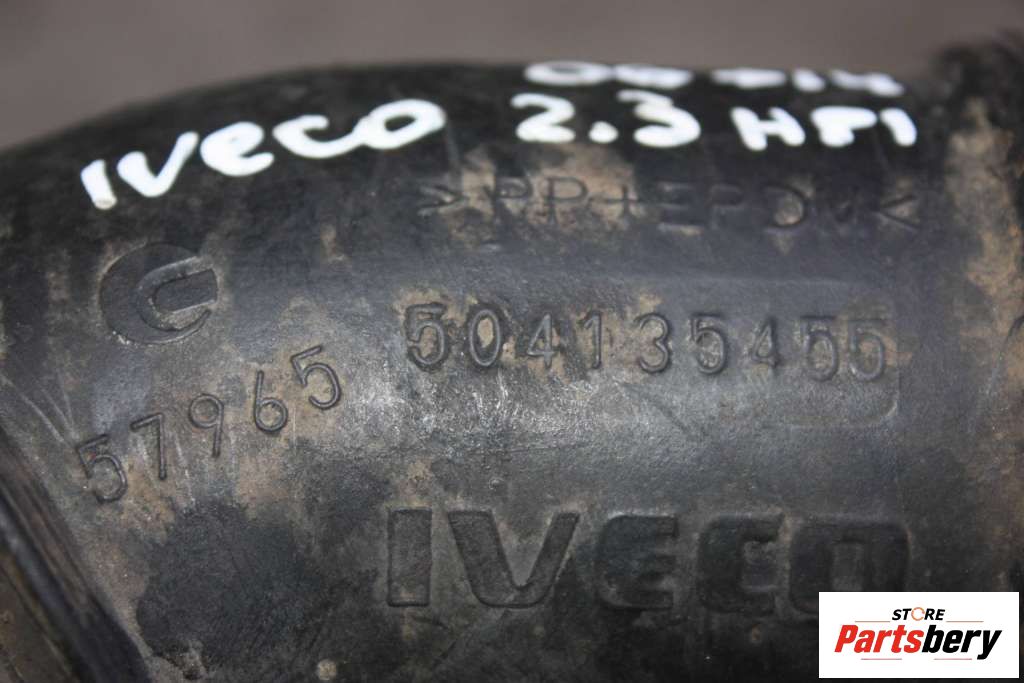 IVECO 2.3 HPI
>PP+EPDM<
504135455
57965
IVECO
STORE
Partsbery